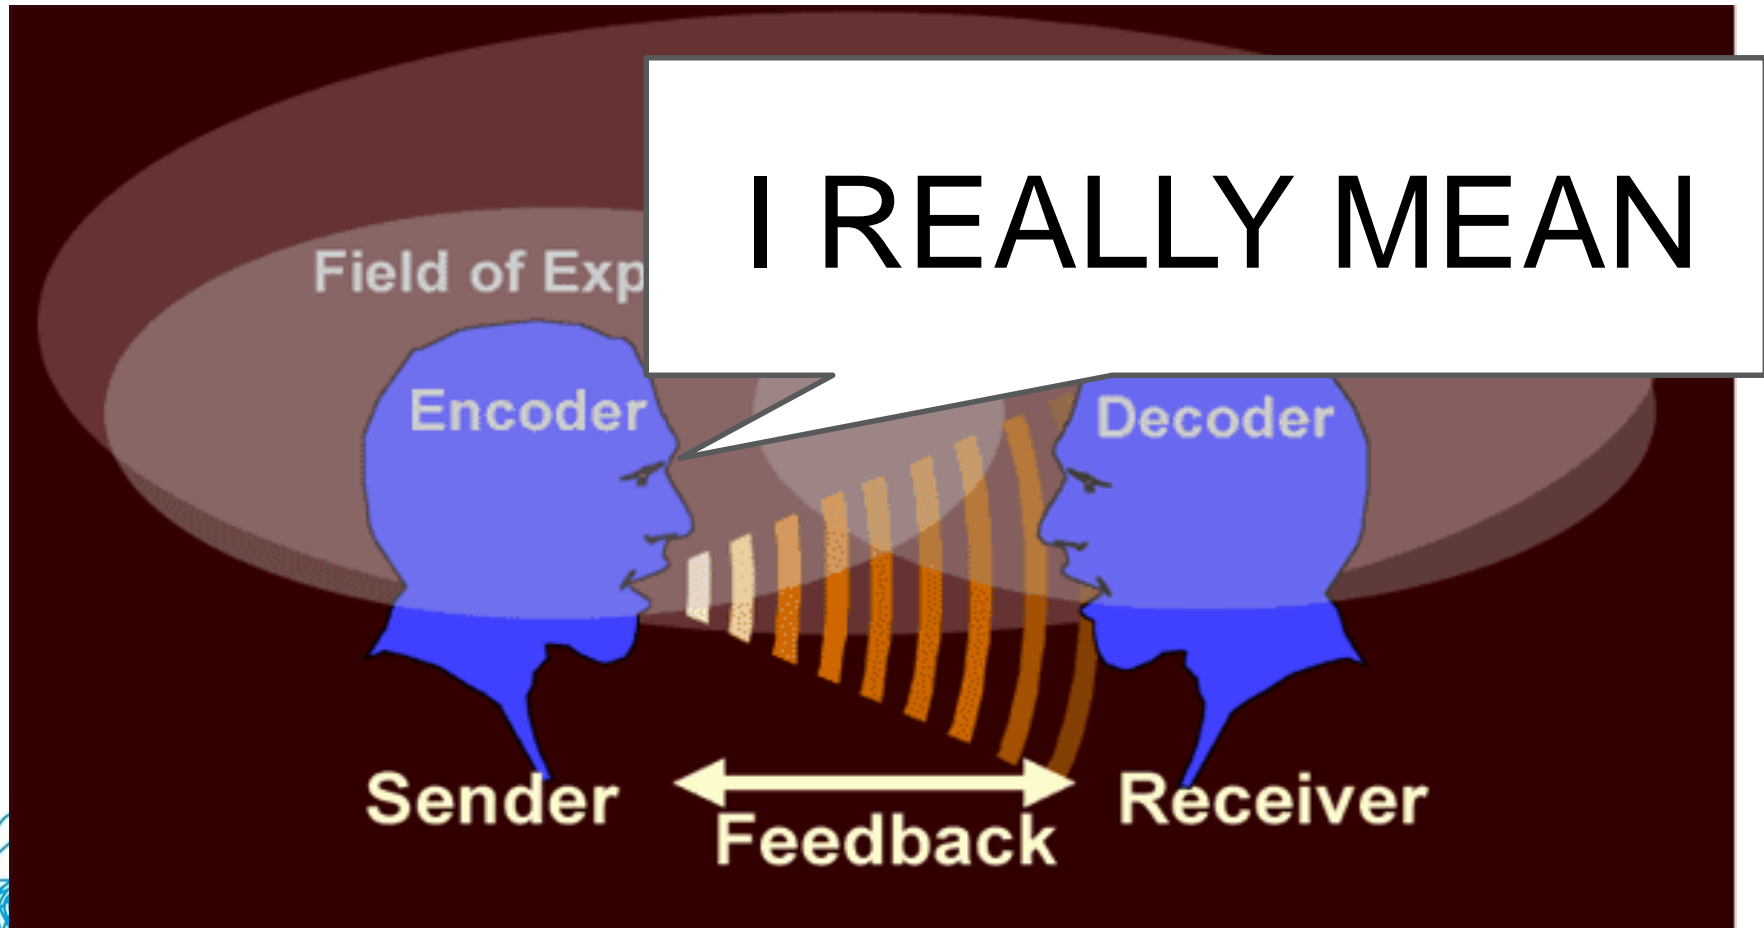 I REALLY MEAN
Field of Exp
Encoder
Decoder
Sender
Receiver
Feedback